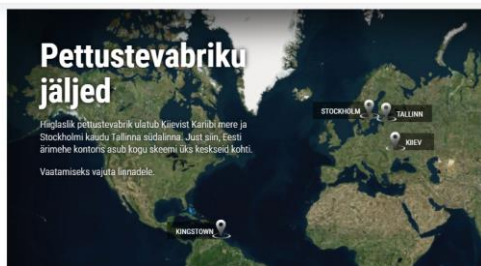 Pettustevabriku
jäljed
Hiiglaslik pettustevabrik ulatub Kiievist Kariibi mere ja
Stockholmi kaudu Tallinna südalinna. Just siin, Eesti
ärimehe kontoris asub kogu skeemi üks keskseid kohti.
Vaatamiseks vajuta linnadele.
STOCKHOLM
TALLINN
KIIEV
KINGSTOWN